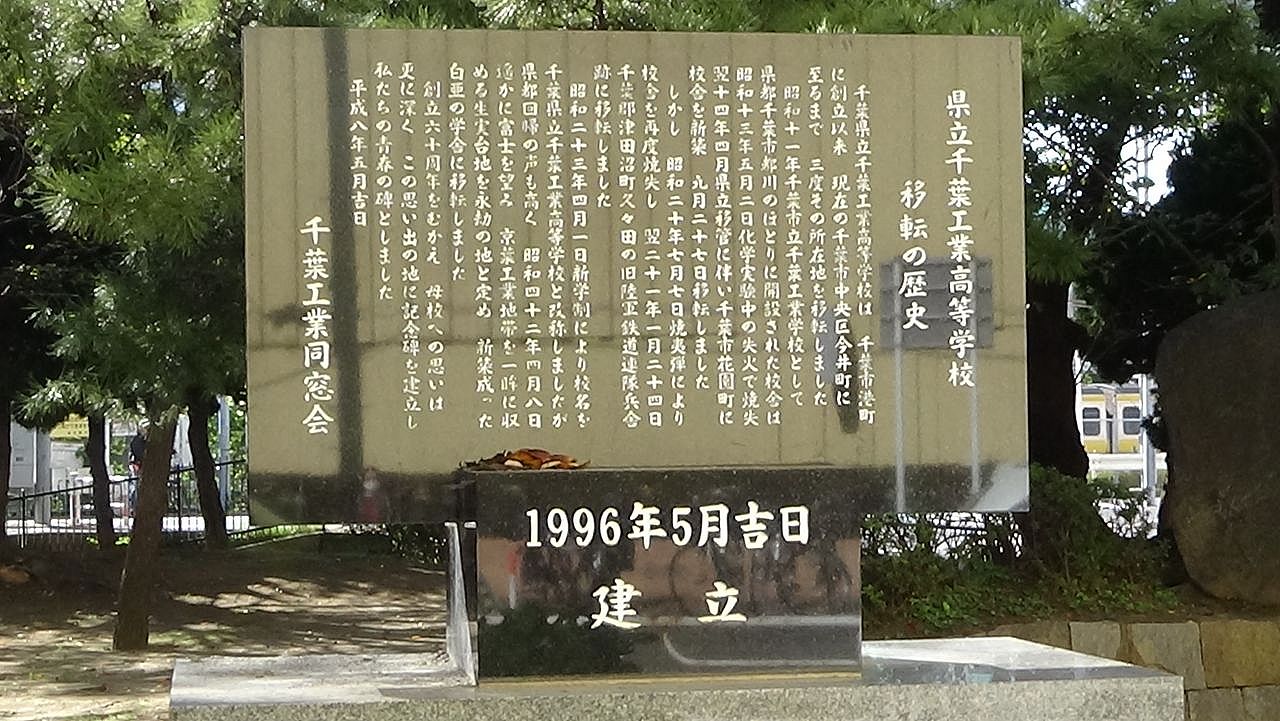 県立千葉工業高等学校
移転の歴史
千葉県立千葉工業高等学校は 千葉市港町
に創立以来 現在の千葉市中央区今井町に
至るまで 三度その所在地を移転しました
昭和十一年千葉市立千葉工業学校として
県都千葉市都川のほとりに開設された校舎は
昭和十三年五月二日化学実験中の失火で焼失
翌十四年四月県立移管に伴い千葉市花園町に
校舎を新築 九月二十七日移転しました
しかし 昭和二十年七月七日焼夷弾により
校舎を再度焼失し 翌二十一年一月二十四日
千葉郡津田沼町久々田の旧陸軍鉄道連隊兵舎
跡に移転しました
昭和二十三年四月一日新学制により校名を
千葉県立千葉工業高等学校と改称しましたが
県都回帰の声も高く 昭和四十二年四月八日
遥かに富士を望み 京葉工業地帯を一眸に収
める生実台地を永劫の地と定め 新築成った
白亜の学舎に移転しました
創立六十周年をむかえ 母校への思いは
更に深く この思い出の地に記念碑を建立し
私たちの青春の碑としました
平成八年五月吉日
千葉工業同窓会
1996年5月吉日
建立